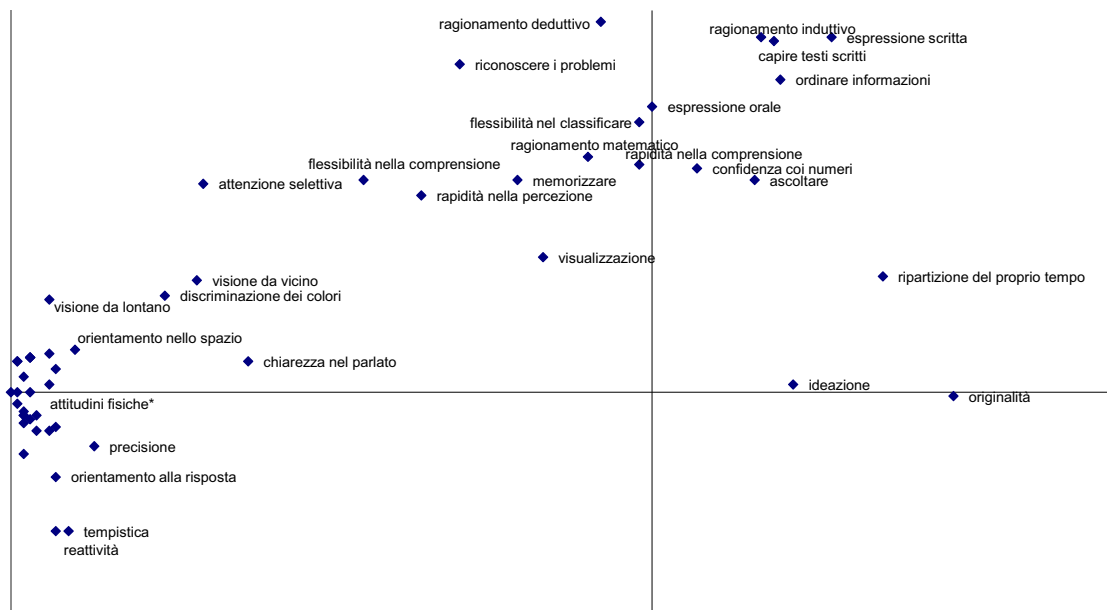 ragionamento deduttivo
ragionamento induttivo
espressione scritta
capire testi scritti
riconoscere i problemi
ordinare informazioni
espressione orale
flessibilità nel classificare
ragionamento matematico
rapidità nella comprensione
flessibilità nella comprensione
confidenza coi numeri
attenzione selettiva
memorizzare
ascoltare
rapidità nella percezione
visualizzazione
ripartizione del proprio tempo
visione da vicino
discriminazione dei colori
visione da lontano
orientamento nello spazio
chiarezza nel parlato
ideazione
originalità
attitudini fisiche*
precisione
orientamento alla risposta
tempistica
reattività